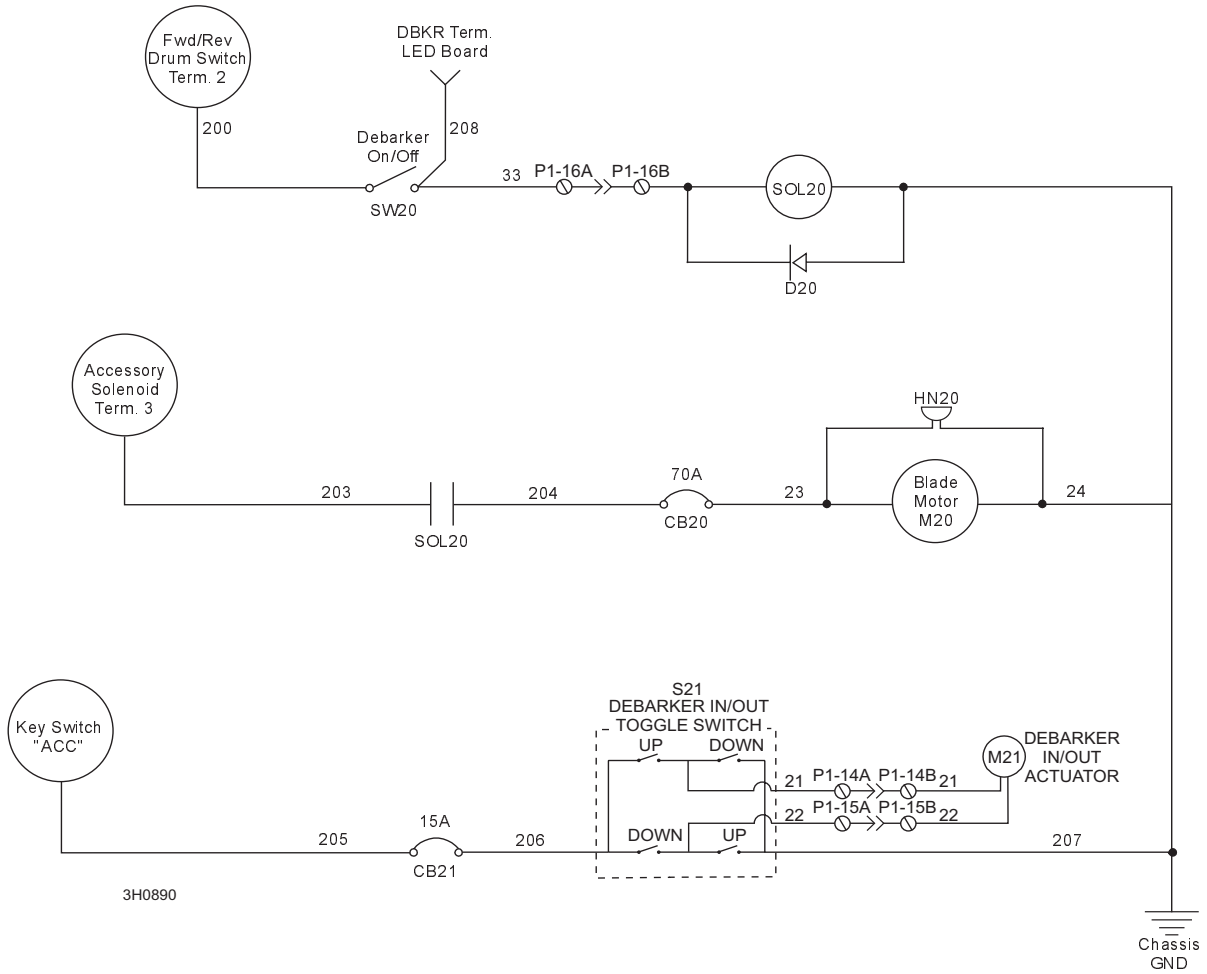 Fwd/Rev
Drum Switch
Term. 2
DBKR Term.
LED Board
200
208
Debarker
On/Off
33
P1-16A
P1-16B
SW20
SOL20
D20
Accessory
Solenoid
Term. 3
HN20
203
204
70A
23
Blade
Motor
M20
24
SOL20
CB20
Key Switch
"ACC"
S21
DEBARKER IN/OUT
TOGGLE SWITCH
UP
DOWN
21
P1-14A
P1-14B
21
M21
DEBARKER
IN/OUT
ACTUATOR
22
P1-15A
P1-15B
22
205
15A
206
DOWN
UP
207
CB21
3H0890
Chassis
GND